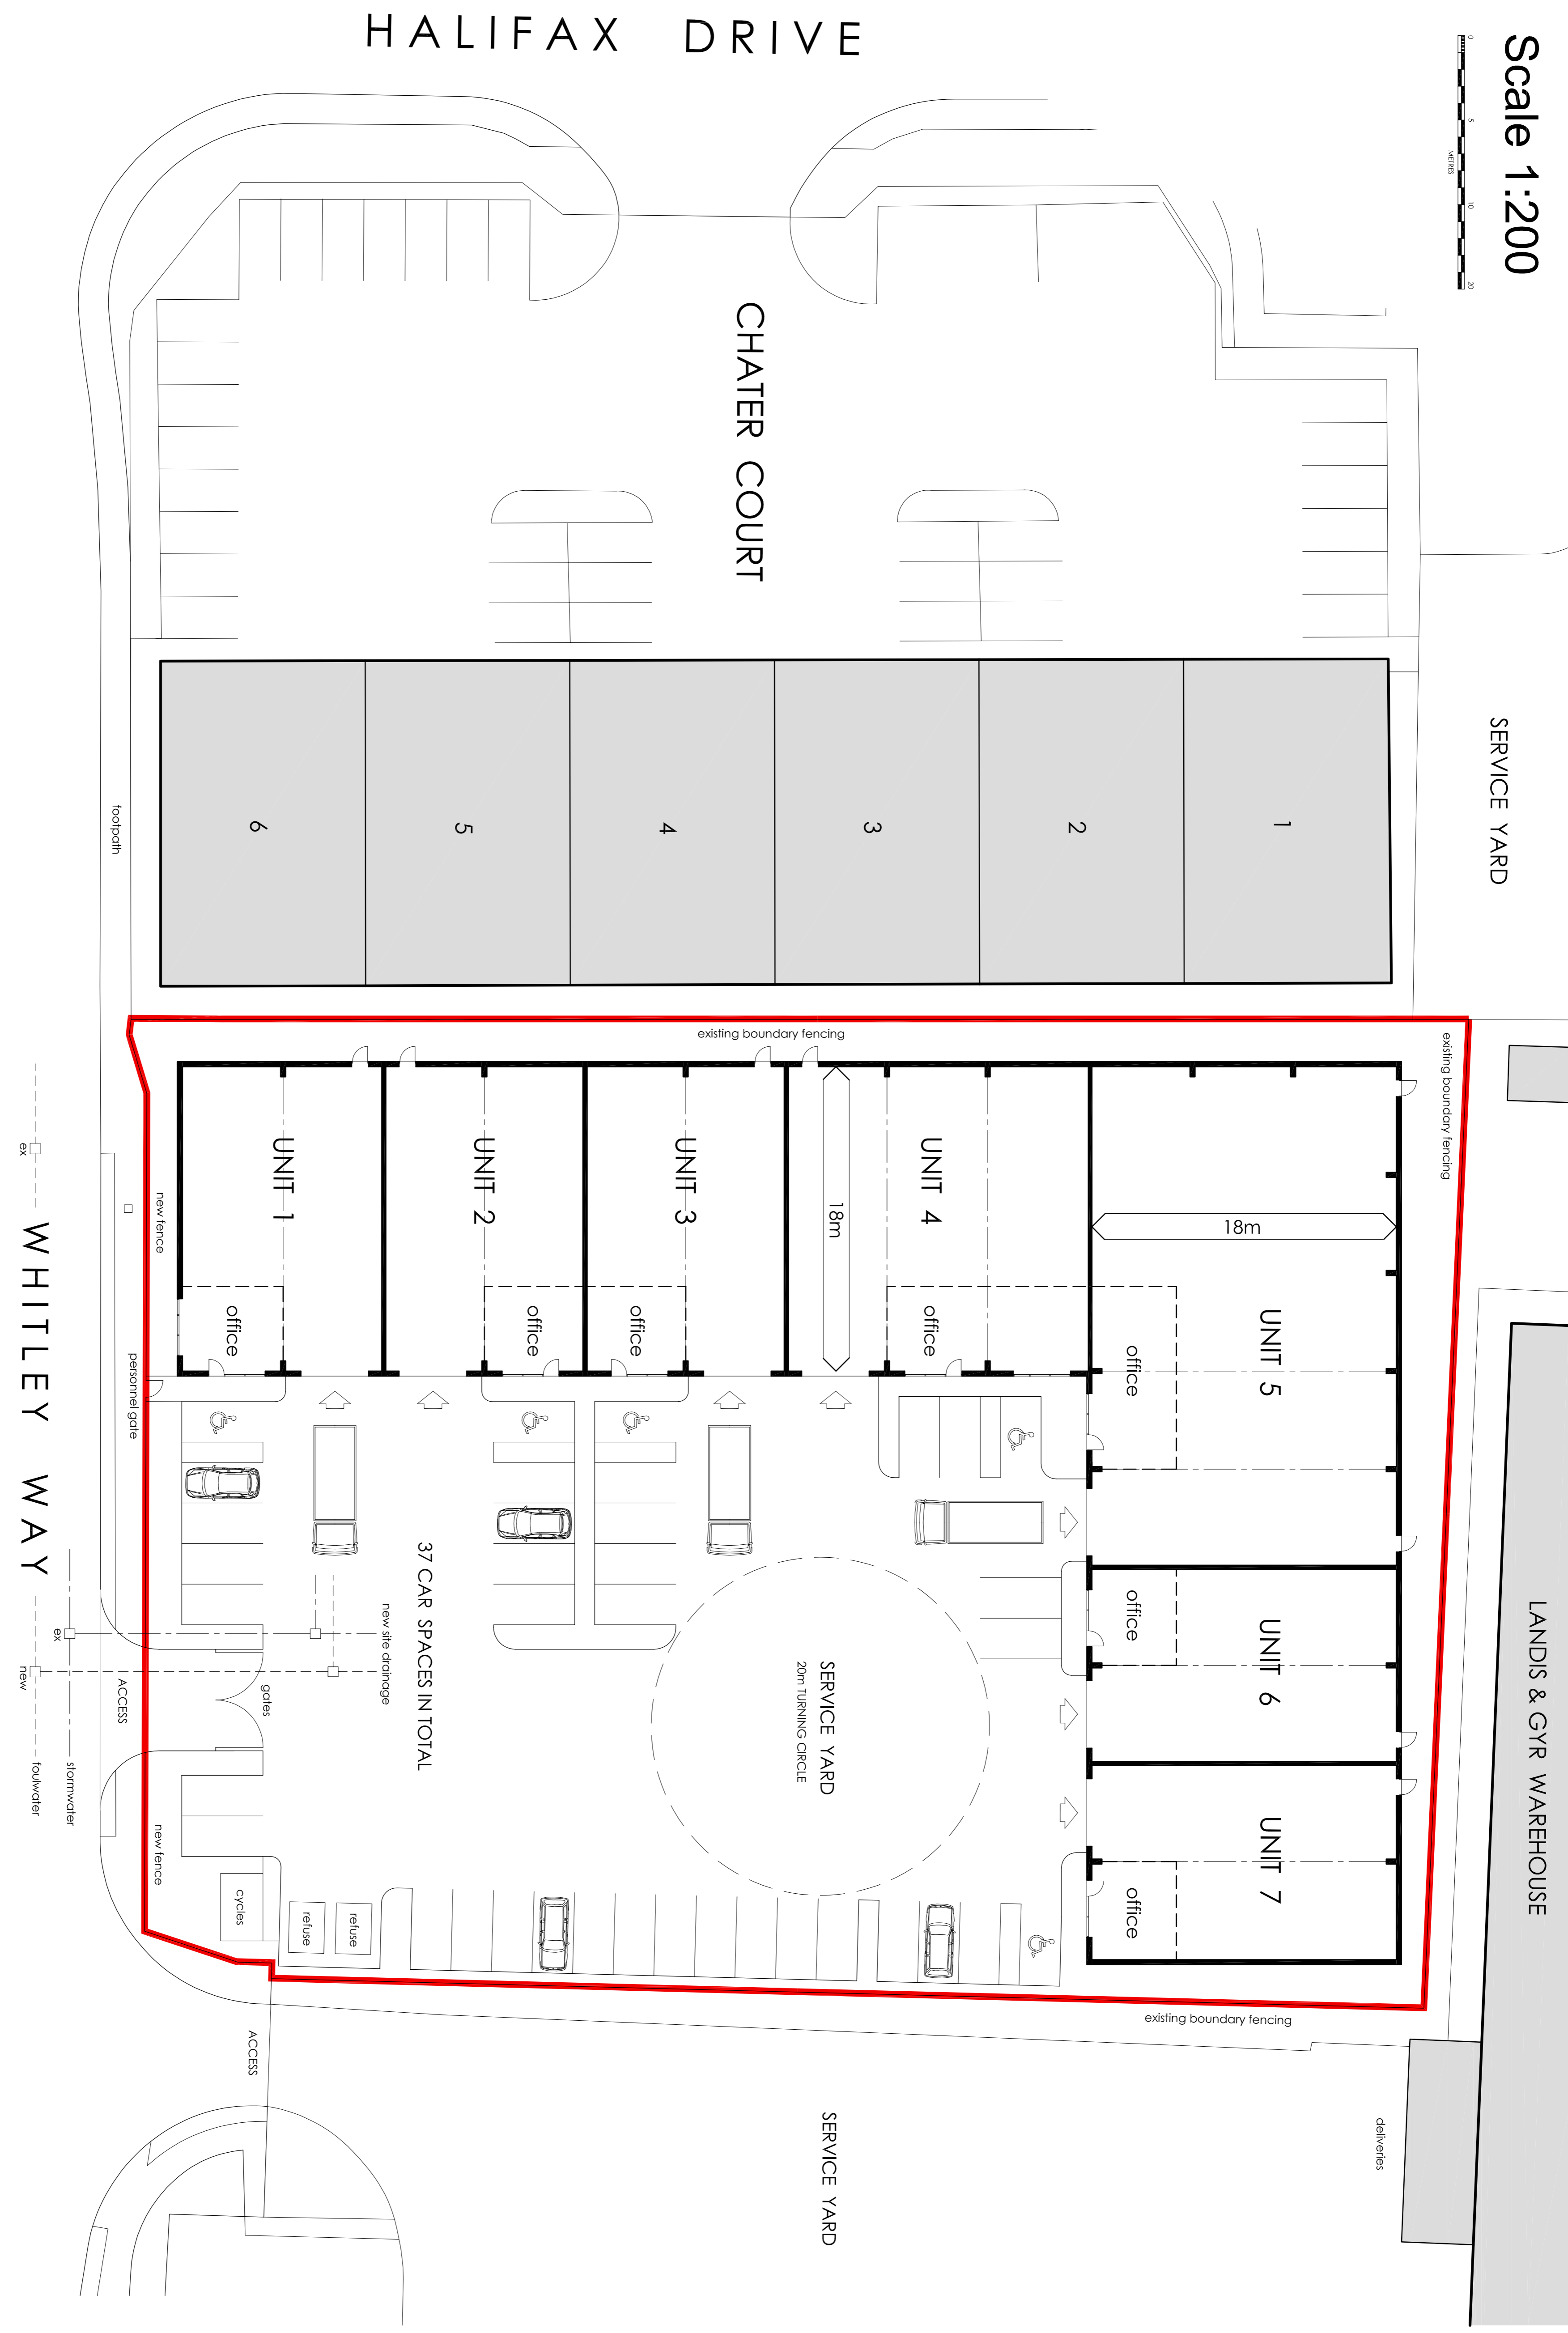 HALIFAX DRIVE
Scale 1:200
0 5 10 20
METRES
CHATER COURT
SERVICE YARD
6
5
4
3
2
1
footpath
existing boundary fencing
existing boundary fencing
UNIT 1
UNIT 2
UNIT 3
UNIT 4
18m
18m
UNIT 5
office
office
office
office
office
new fence
ex
WHITLEY WAY
personnel gate
37 CAR SPACES IN TOTAL
new site drainage
SERVICE YARD
20m TURNING CIRCLE
office
UNIT 6
UNIT 7
office
LANDIS & GYR WAREHOUSE
ex
new
ACCESS
gates
stormwater
foulwater
new fence
cycles
refuse
refuse
existing boundary fencing
ACCESS
SERVICE YARD
deliveries